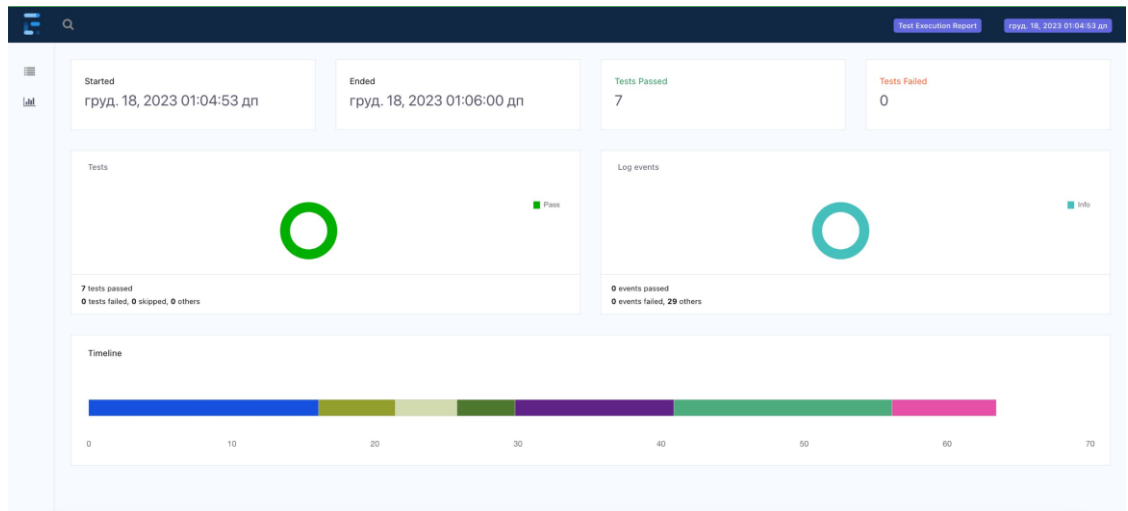 Test Execution Report
груд. 18, 2023 01:04:53 дп
Started
груд. 18, 2023 01:04:53 дп
Ended
груд. 18, 2023 01:06:00 дп
Tests Passed
7
Tests Failed
0
Tests
Pass
7 tests passed
0 tests failed, 0 skipped, 0 others
Log events
Info
0 events passed
0 events failed, 29 others
Timeline
0 10 20 30 40 50 60 70